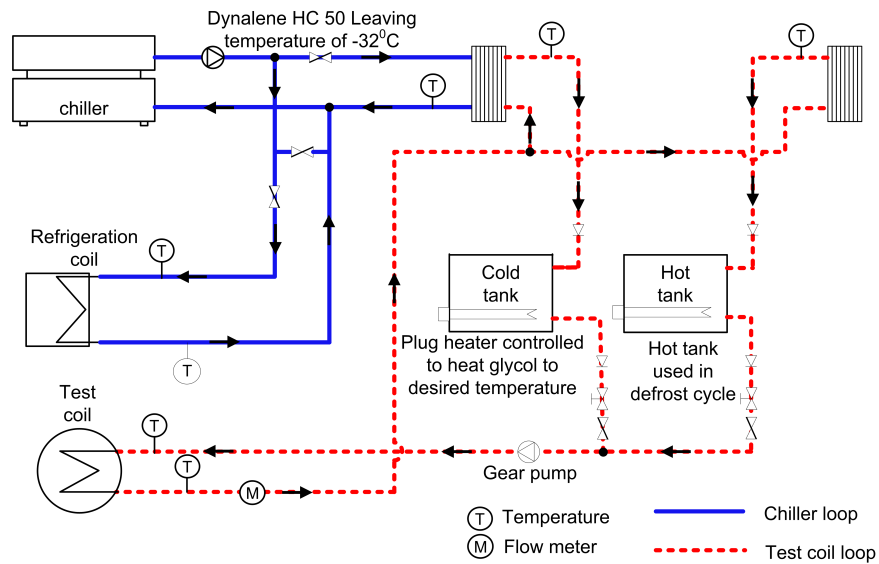 Dynalene HC 50 Leaving
temperature of -32⁰C
T
T
T
chiller
Refrigeration
coil
T
T
Cold
tank
Hot
tank
Plug heater controlled
to heat glycol to
desired temperature
Hot tank
used in
defrost cycle
Test
coil
T
T
M
Gear pump
T Temperature
M Flow meter
Chiller loop
Test coil loop